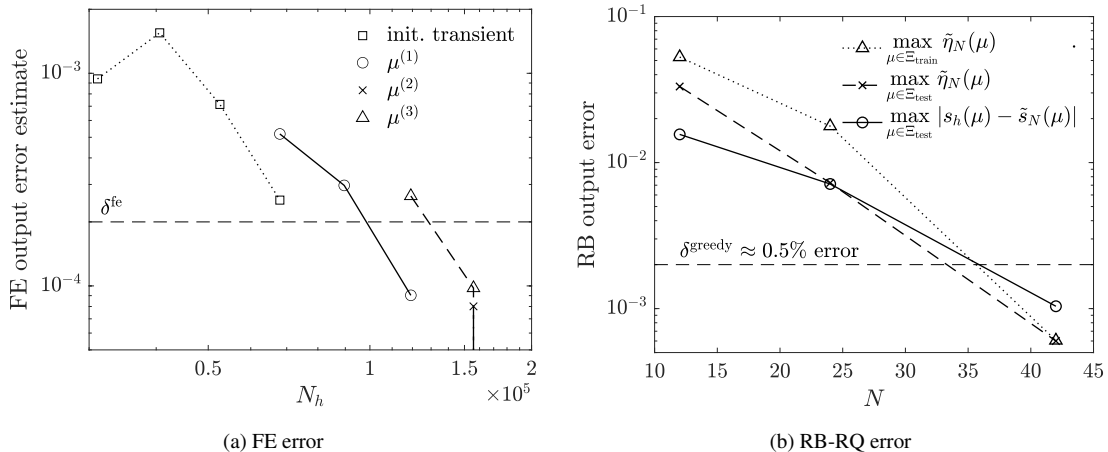 10⁻³
10⁻⁴
FE output error estimate
init. transient
μ⁽¹⁾
μ⁽²⁾
μ⁽³⁾
δᶠᵉ
0.5
1
1.5
2
×10⁵
N_h
(a) FE error
10⁻¹
10⁻²
10⁻³
RB output error
max_{μ∈Ξ_train} η̃_N(μ)
max_{μ∈Ξ_test} η̃_N(μ)
max_{μ∈Ξ_test} |s_h(μ) − s̃_N(μ)|
δ^greedy ≈ 0.5% error
10 15 20 25 30 35 40 45
N
(b) RB-RQ error